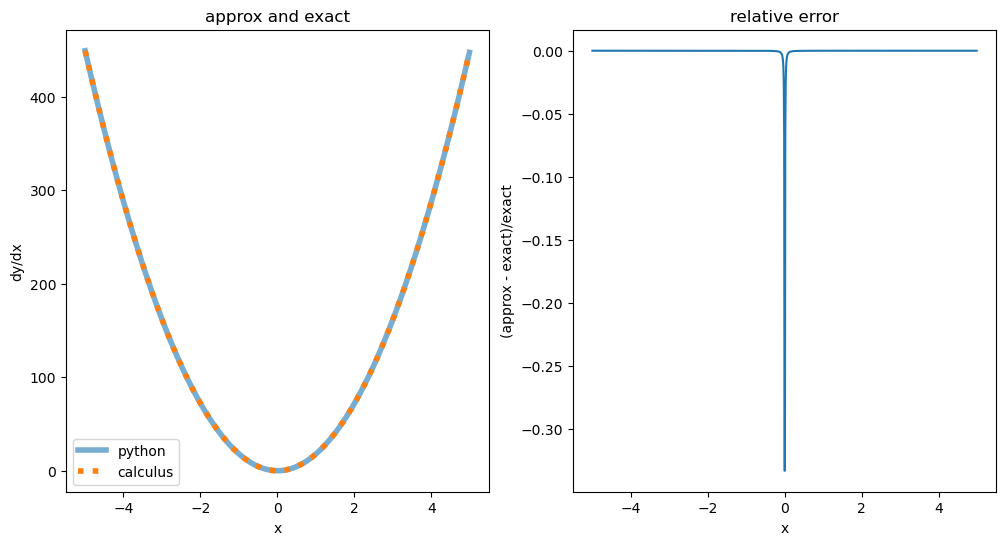 approx and exact
dy/dx
400
300
200
100
0
python
calculus
−4
−2
0
2
4
x
relative error
(approx - exact)/exact
0.00
−0.05
−0.10
−0.15
−0.20
−0.25
−0.30
−4
−2
0
2
4
x